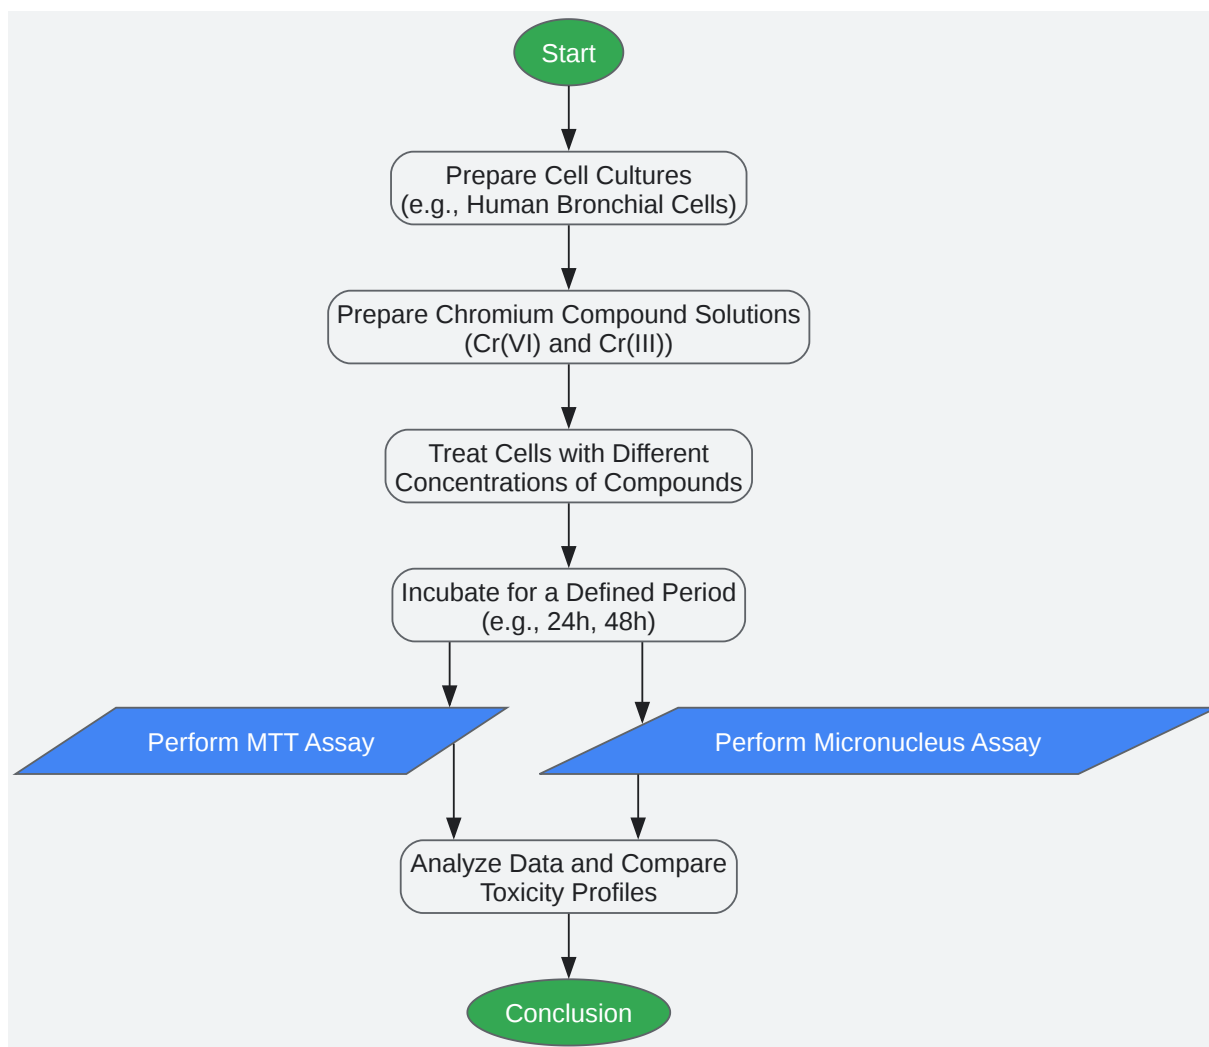 Start
Prepare Cell Cultures
(e.g., Human Bronchial Cells)
Prepare Chromium Compound Solutions
(Cr(VI) and Cr(III))
Treat Cells with Different
Concentrations of Compounds
Incubate for a Defined Period
(e.g., 24h, 48h)
Perform MTT Assay
Perform Micronucleus Assay
Analyze Data and Compare
Toxicity Profiles
Conclusion